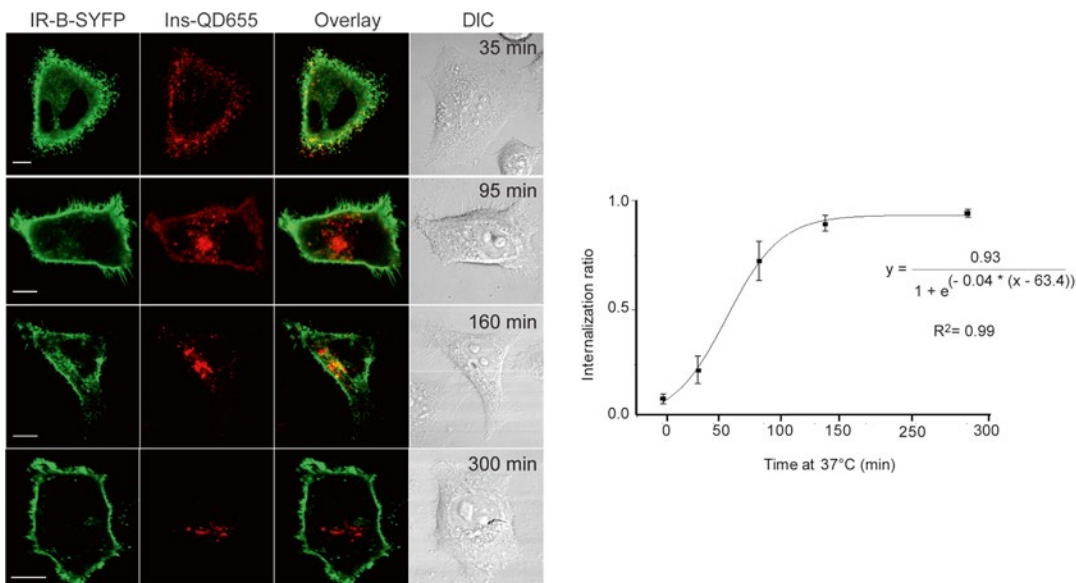 IR-B-SYFP Ins-QD655 Overlay DIC
35 min
95 min
160 min
300 min
Internalization ratio
1.0
0.5
0.0
0 50 100 150 250 300
Time at 37°C (min)
y = 0.93
1 + e(- 0.04 * (x - 63.4))
R2= 0.99